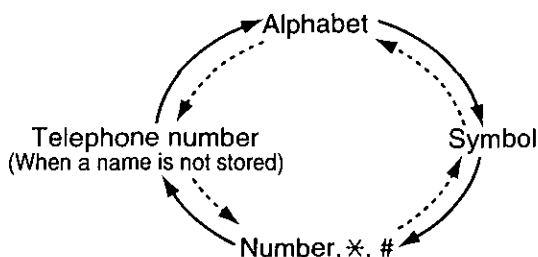 Alphabet
Telephone number
(When a name is not stored)
Symbol
Number, ⚹, #